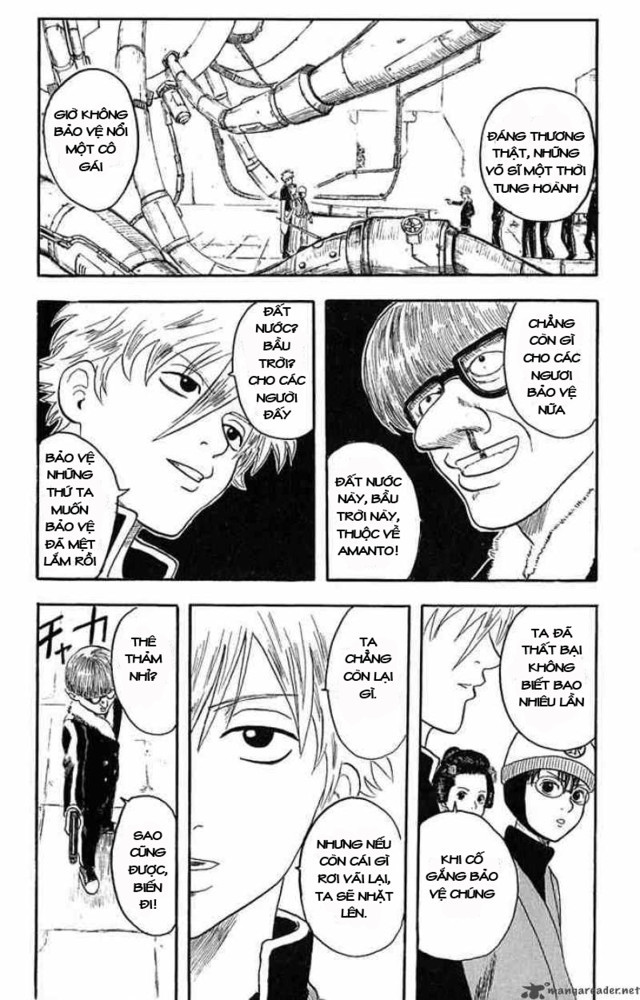 ĐÁNG THƯƠNG
THẬT, NHỮNG
VÕ SĨ MỘT THỜI
TUNG HOÀNH
GIỜ KHÔNG
BẢO VỆ NỔI
MỘT CÔ
GÁI
CHẲNG
CÒN GÌ
CHO CÁC
NGƯƠI
BẢO VỆ
NỮA
ĐẤT NƯỚC
NÀY, BẦU
TRỜI NÀY,
THUỘC VỀ
AMANTO!
ĐẤT
NƯỚC?
BẦU
TRỜI?
CHO CÁC
NGƯỜI
ĐẤY
BẢO VỆ
NHỮNG
THỨ TA
MUỐN
BẢO VỆ
ĐÃ MỆT
LẮM RỒI
TA ĐÃ
THẤT BẠI
KHÔNG
BIẾT BAO
NHIÊU LẦN
KHI CỐ
GẮNG BẢO
VỆ CHÚNG
TA
CHẲNG
CÒN LẠI
GÌ.
NHƯNG NẾU
CÒN CÁI GÌ
RƠI VÃI LẠI,
TA SẼ NHẶT
LÊN.
チャカ
THÊ
THẢM
NHỈ?
SAO
CŨNG
ĐƯỢC,
BIẾN
ĐI!
mangareader.net